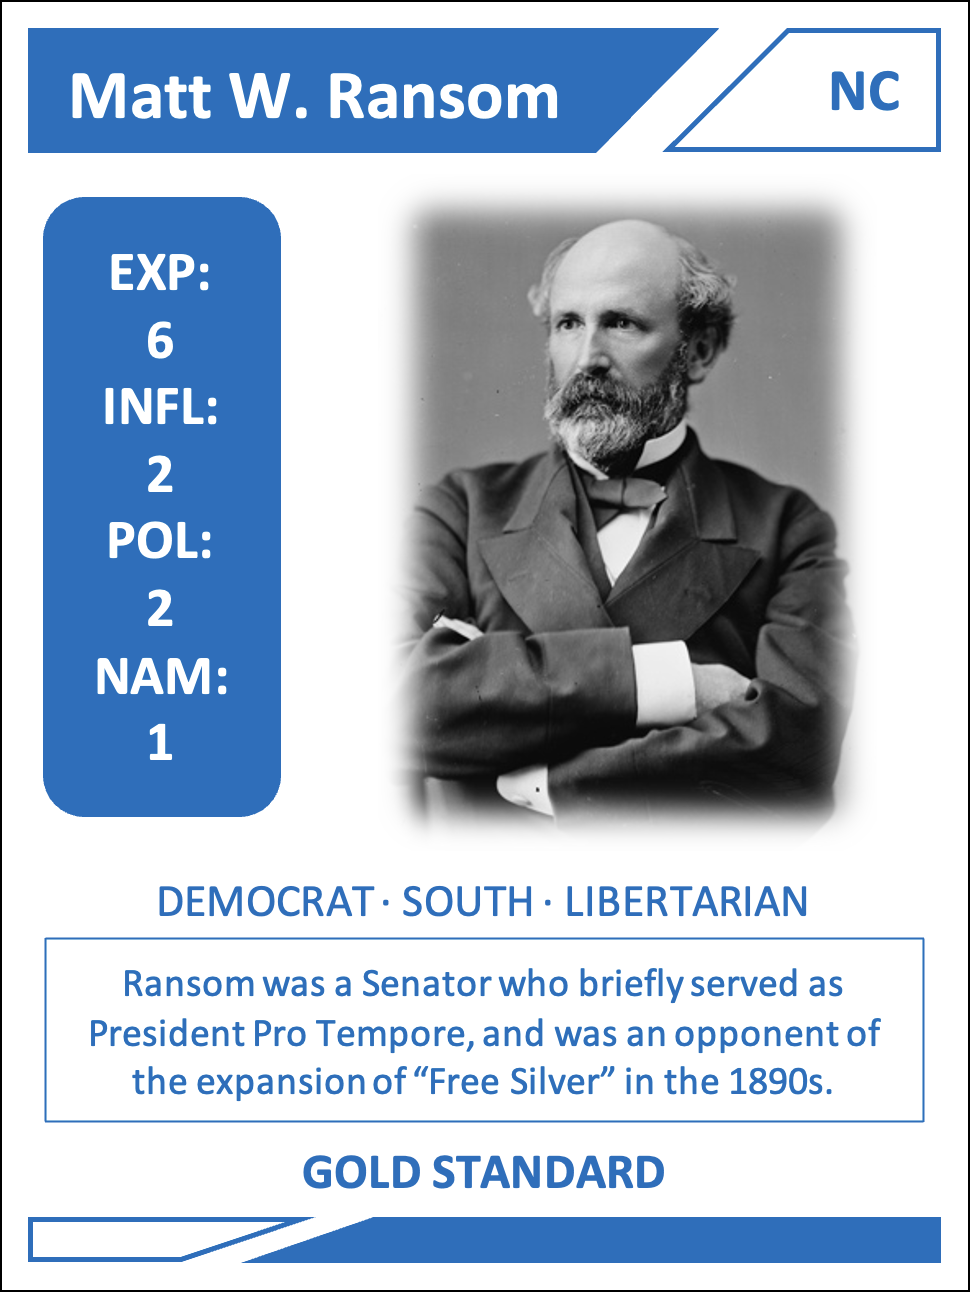 Matt W. Ransom
NC
EXP:
6
INFL:
2
POL:
2
NAM:
1
DEMOCRAT · SOUTH · LIBERTARIAN
Ransom was a Senator who briefly served as
President Pro Tempore, and was an opponent of
the expansion of “Free Silver” in the 1890s.
GOLD STANDARD